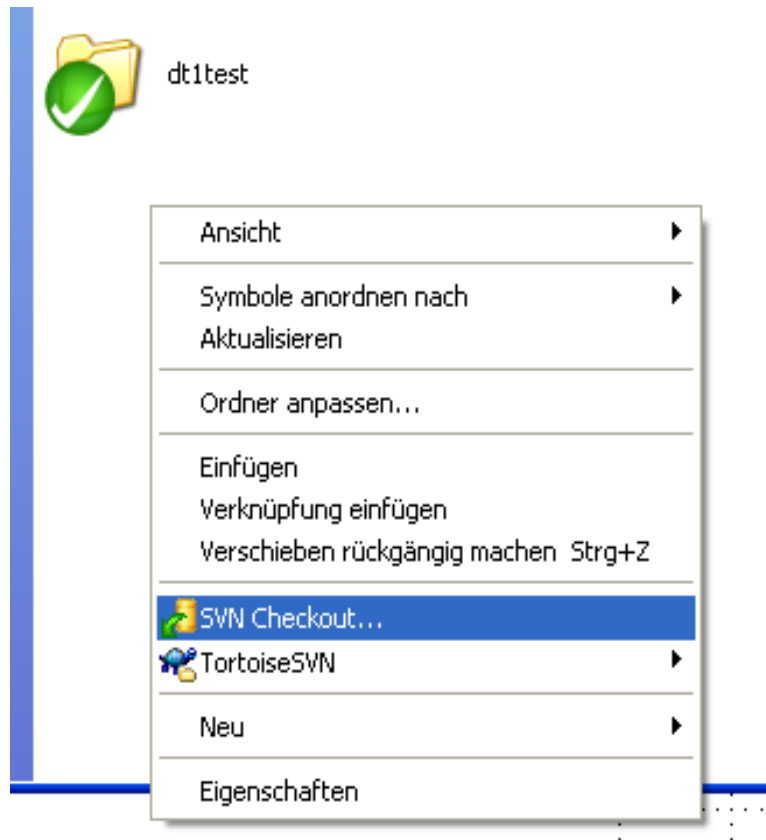 dt1test
Ansicht
Symbole anordnen nach
Aktualisieren
Ordner anpassen...
Einfügen
Verknüpfung einfügen
Verschieben rückgängig machen Strg+Z
SVN Checkout...
TortoiseSVN
Neu
Eigenschaften